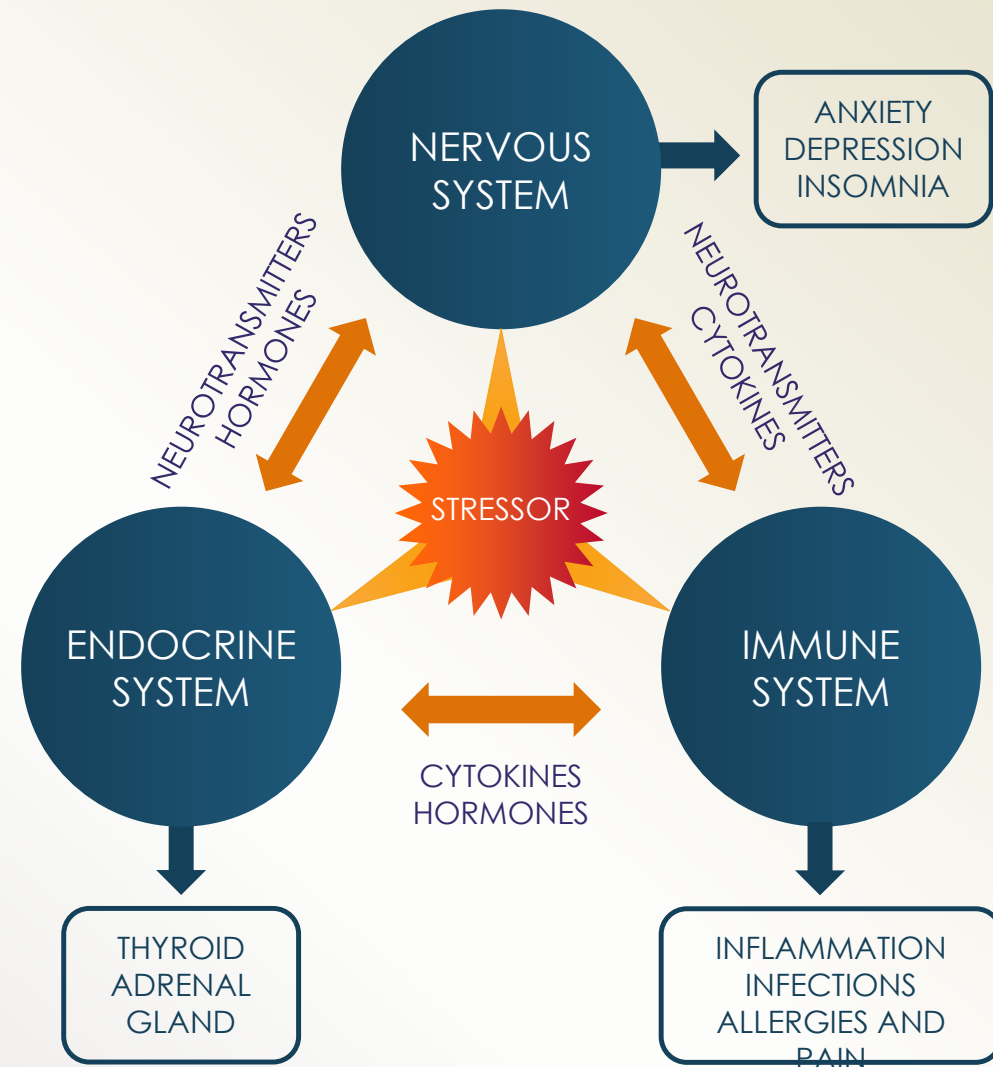 NERVOUS
SYSTEM
ANXIETY
DEPRESSION
INSOMNIA
NEUROTRANSMITTERS
HORMONES
NEUROTRANSMITTERS
CYTOKINES
STRESSOR
ENDOCRINE
SYSTEM
IMMUNE
SYSTEM
CYTOKINES
HORMONES
THYROID
ADRENAL
GLAND
INFLAMMATION
INFECTIONS
ALLERGIES AND
PAIN